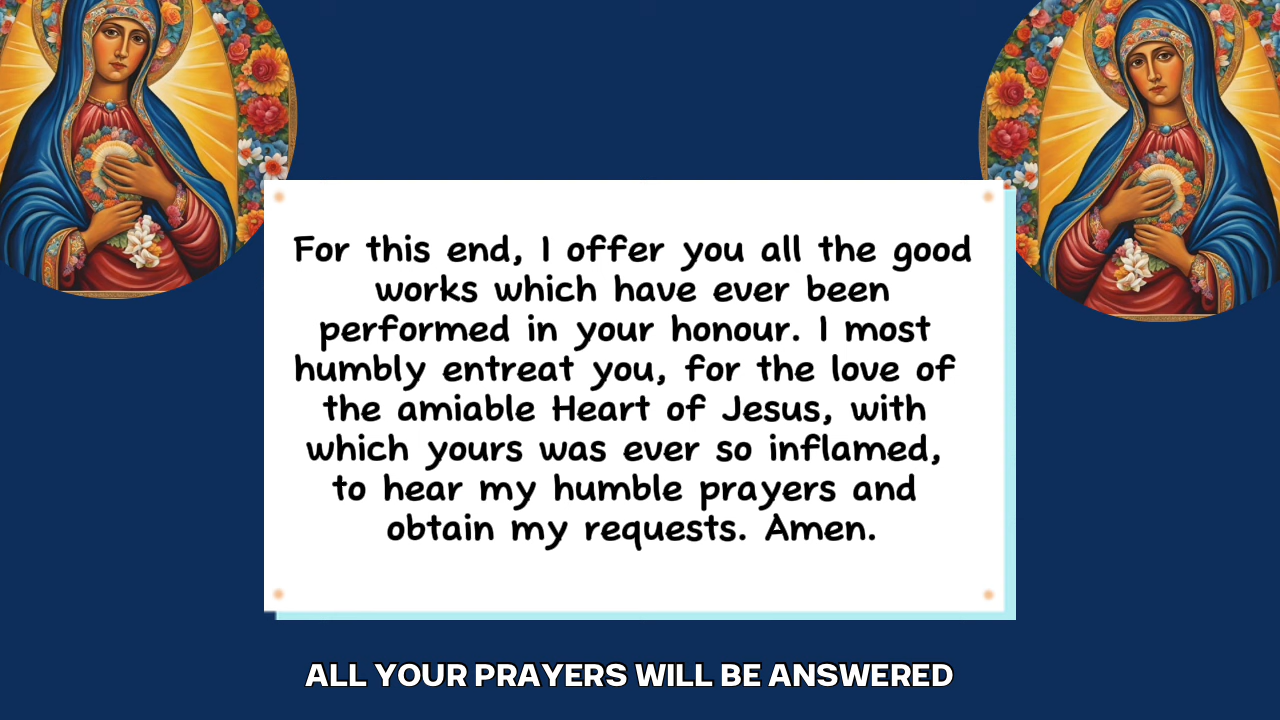 For this end, I offer you all the good
works which have ever been
performed in your honour. I most
humbly entreat you, for the love of
the amiable Heart of Jesus, with
which yours was ever so inflamed,
to hear my humble prayers and
obtain my requests. Amen.
ALL YOUR PRAYERS WILL BE ANSWERED